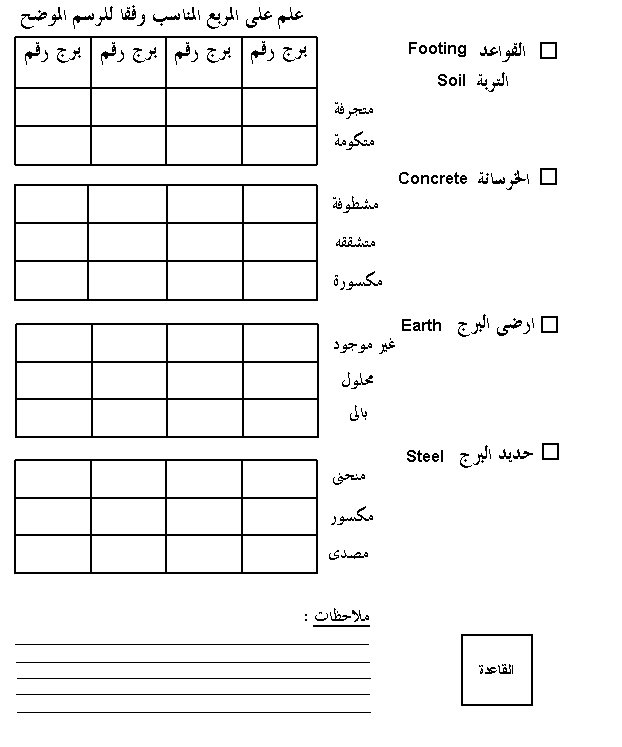 علم على المربع المناسب وفقا للرسم الموضح
القواعد Footing
التربة Soil
برج رقم برج رقم برج رقم برج رقم
متجرفة
متكومة
الخرسانة Concrete
مشطوفة
متشققه
مكسورة
ارضى البرج Earth
غير موجود
محلول
بالى
حديد البرج Steel
منحنى
مكسور
مصدى
ملاحظات :
القاعدة